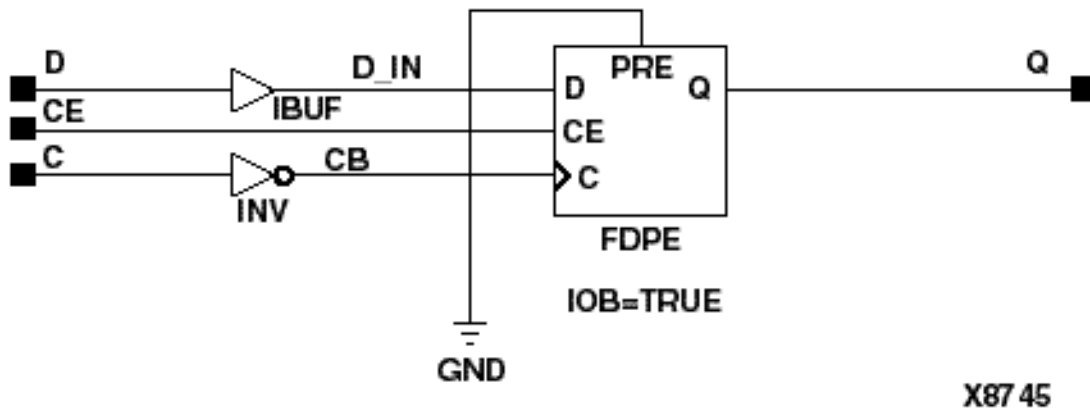 D
D_IN
PRE
Q
D
Q
CE
IBUF
CE
C
CB
C
INV
FDPE
IOB=TRUE
GND
X8745